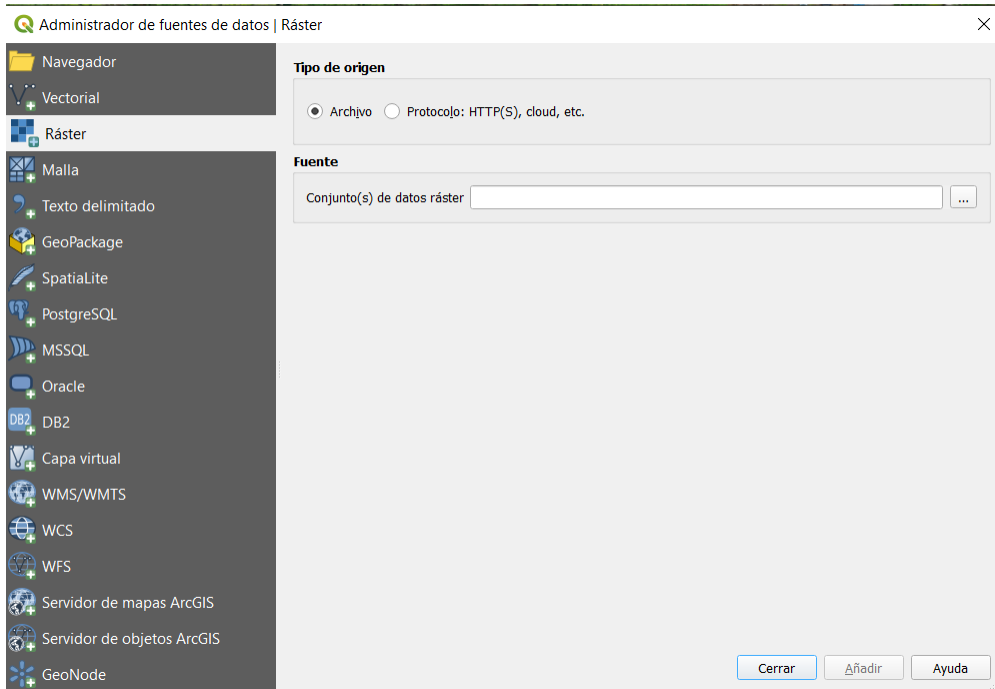 Administrador de fuentes de datos | Ráster
Navegador
Vectorial
Ráster
Malla
Texto delimitado
GeoPackage
SpatiaLite
PostgreSQL
MSSQL
Oracle
DB2
DB2
Capa virtual
WMS/WMTS
WCS
WFS
Servidor de mapas ArcGIS
Servidor de objetos ArcGIS
GeoNode
Tipo de origen
Archivo Protocolo: HTTP(S), cloud, etc.
Fuente
Conjunto(s) de datos ráster ...
Cerrar Añadir Ayuda